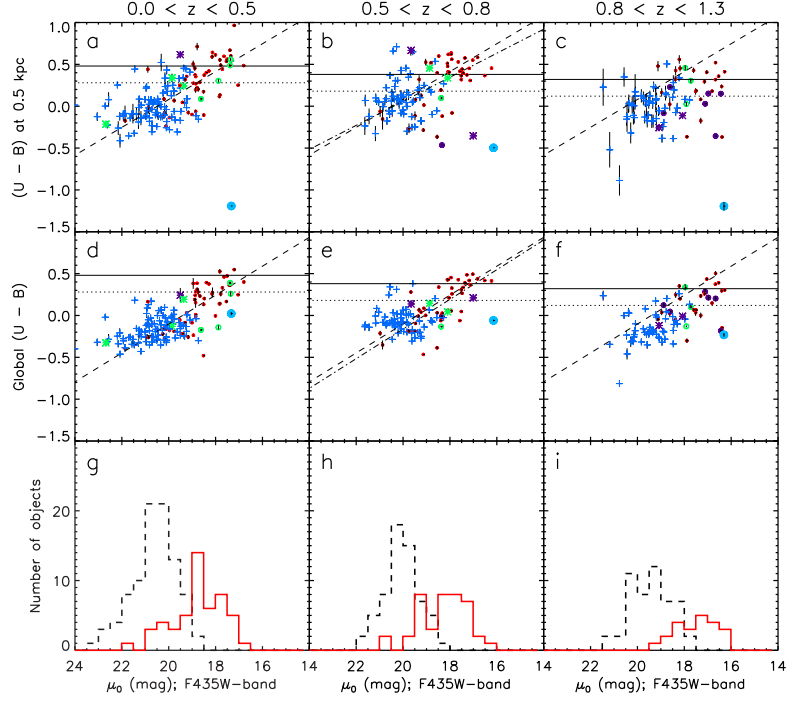 0.0 < z < 0.5 0.5 < z < 0.8 0.8 < z < 1.3
a b c
(U − B) at 0.5 kpc
1.0
0.5
0.0
−0.5
−1.0
−1.5
d e f
Global (U − B)
0.5
0.0
−0.5
−1.0
−1.5
g h i
Number of objects
20
10
0
24 22 20 18 16 14 22 20 18 16 14 22 20 18 16 14
μ₀ (mag); F435W−band μ₀ (mag); F435W−band μ₀ (mag); F435W−band